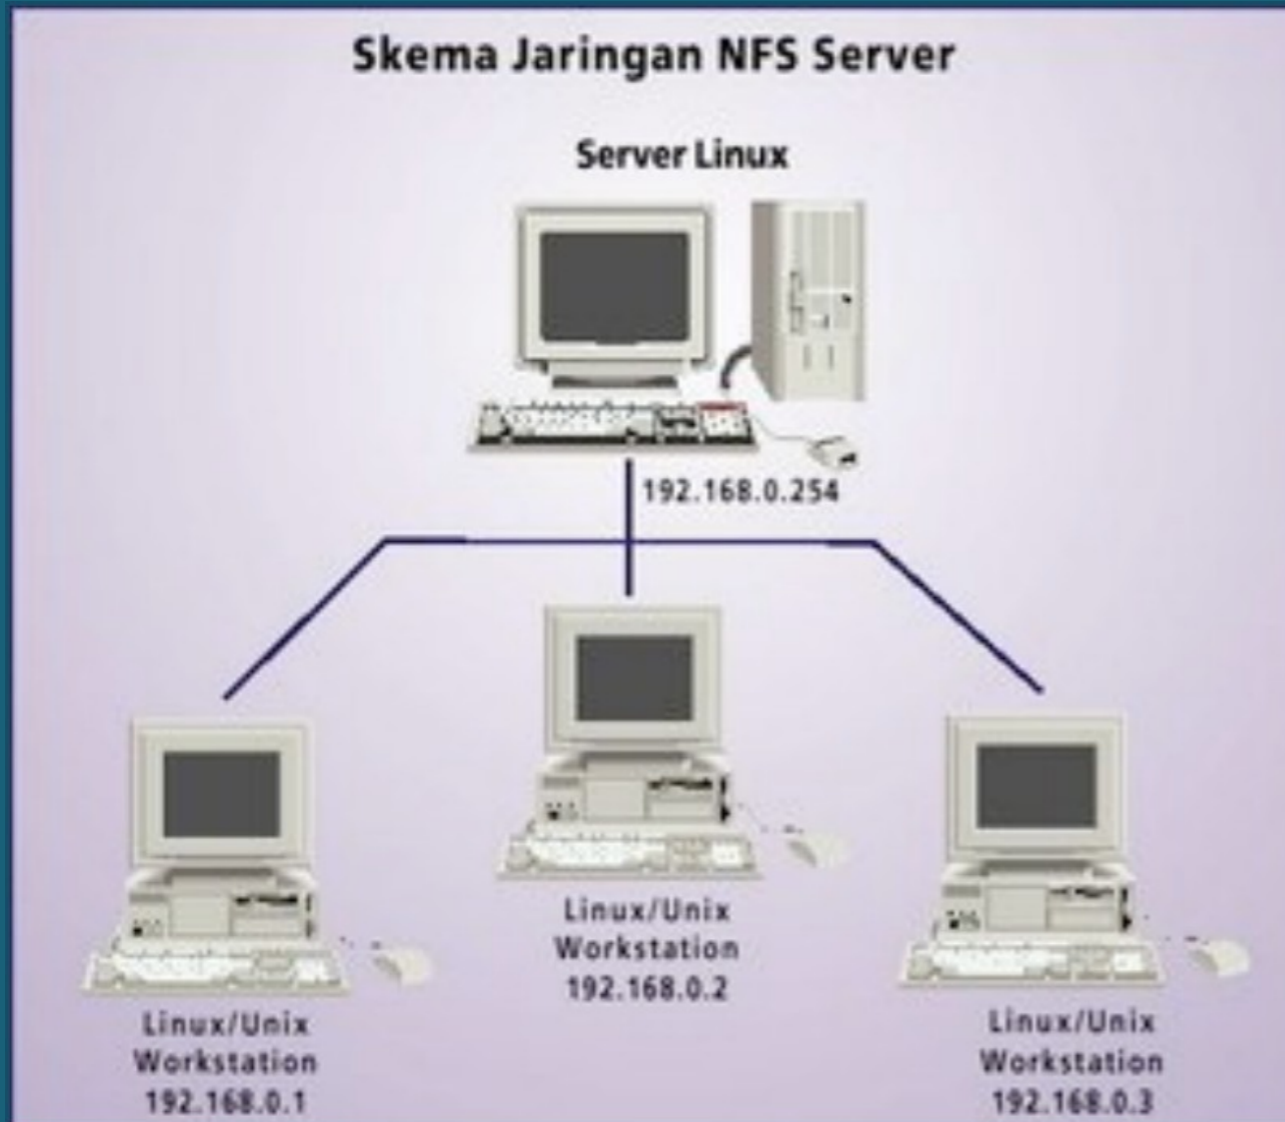 Skema Jaringan NFS Server
Server Linux
192.168.0.254
Linux/Unix
Workstation
192.168.0.2
Linux/Unix
Workstation
192.168.0.1
Linux/Unix
Workstation
192.168.0.3